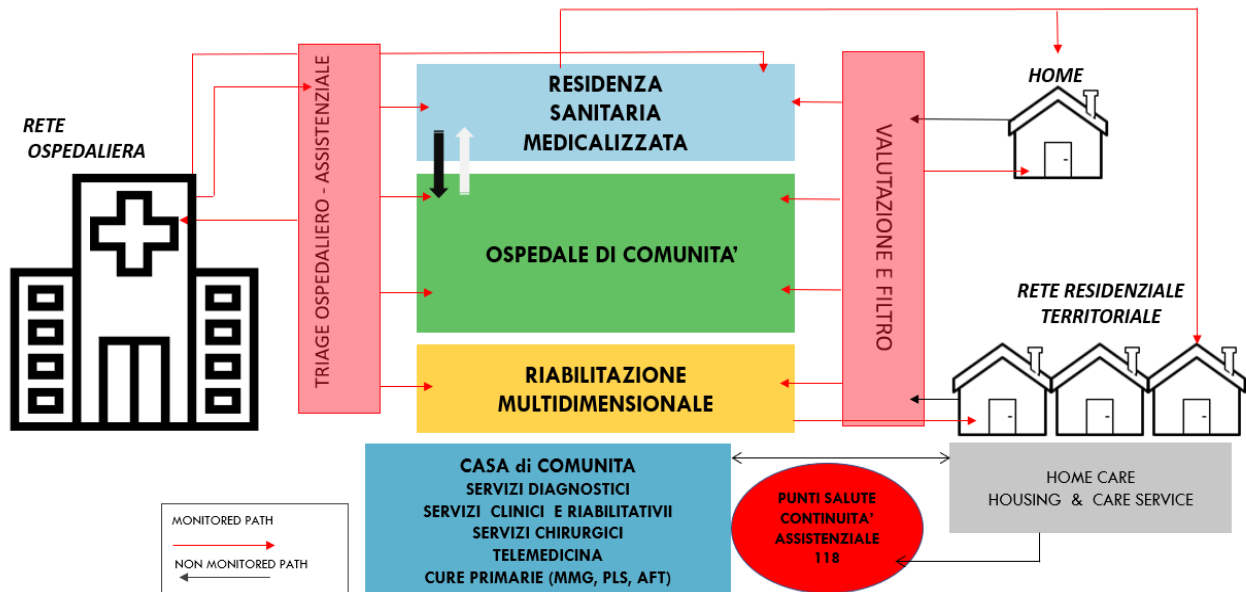 RETE
OSPEDALIERA
TRIAGE OSPEDALIERO - ASSISTENZIALE
RESIDENZA
SANITARIA
MEDICALIZZATA
OSPEDALE DI COMUNITA’
RIABILITAZIONE
MULTIDIMENSIONALE
VALUTAZIONE E FILTRO
HOME
RETE RESIDENZIALE
TERRITORIALE
CASA di COMUNITA
SERVIZI DIAGNOSTICI
SERVIZI CLINICI E RIABILITATIVII
SERVIZI CHIRURGICI
TELEMEDICINA
CURE PRIMARIE (MMG, PLS, AFT)
PUNTI SALUTE
CONTINUITA’
ASSISTENZIALE
118
HOME CARE
HOUSING & CARE SERVICE
MONITORED PATH
NON MONITORED PATH